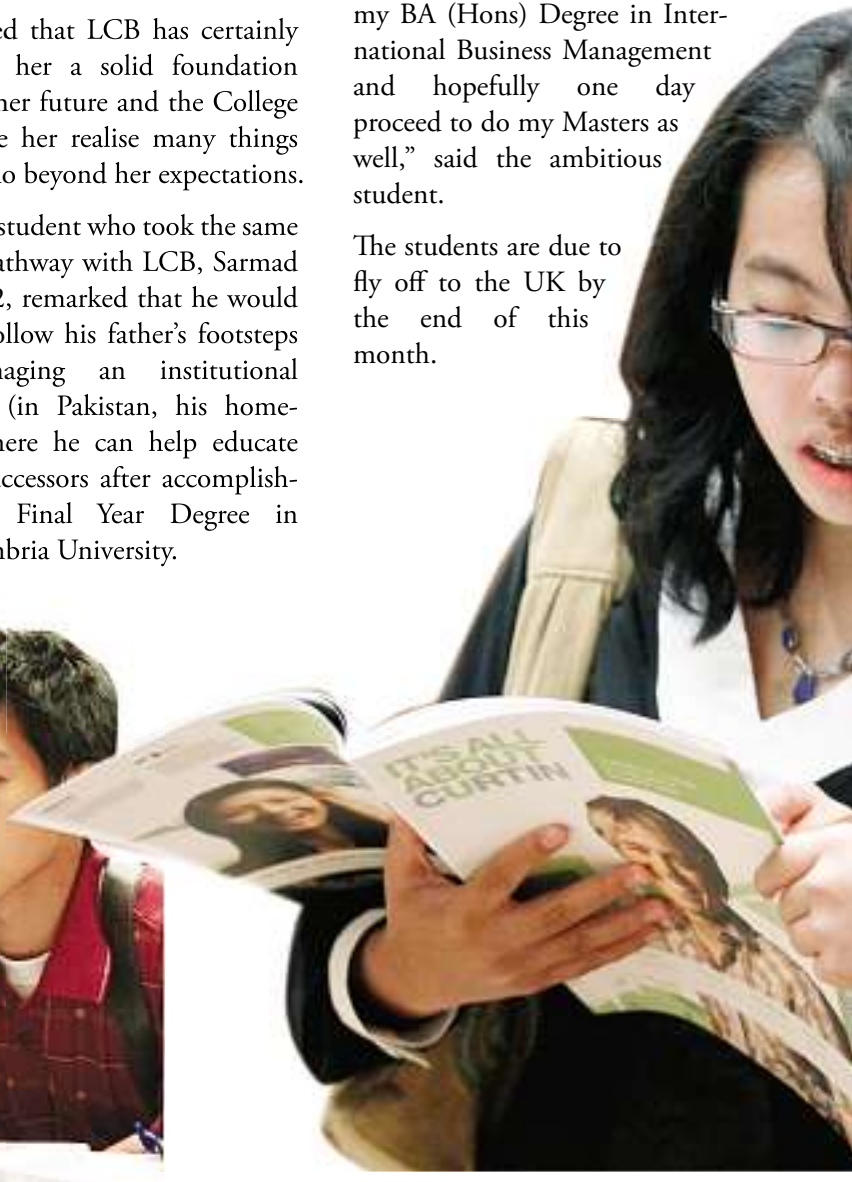 ed that LCB has certainly
her a solid foundation
her future and the College
e her realise many things
o beyond her expectations.
student who took the same
athway with LCB, Sarmad
2, remarked that he would
ollow his father's footsteps
naging an institutional
(in Pakistan, his home-
here he can help educate
ccessors after accomplish-
Final Year Degree in
mbria University.
my BA (Hons) Degree in Inter-
national Business Management
and hopefully one day
proceed to do my Masters as
well,” said the ambitious
student.
The students are due to
fly off to the UK by
the end of this
month.
IT'S ALL
ABOUT
CURTIN